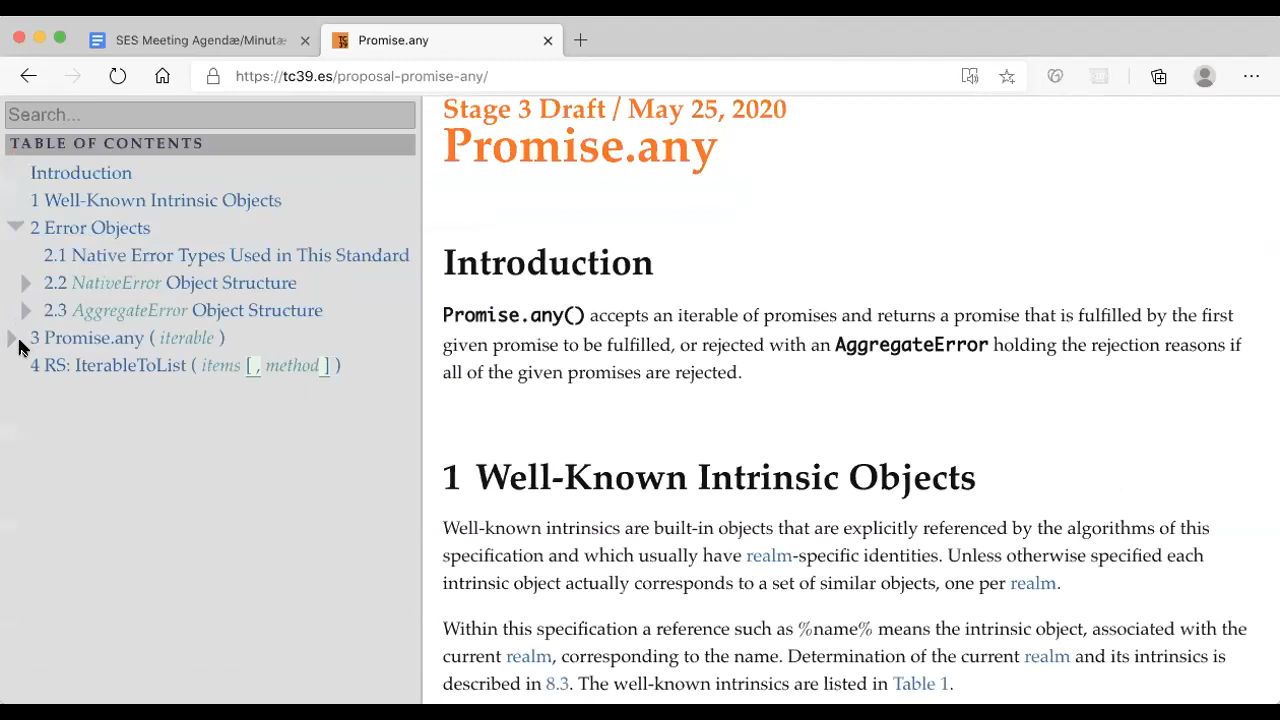 SES Meeting Agendæ/Minutæ
Promise.any
https://tc39.es/proposal-promise-any/
Search...
TABLE OF CONTENTS
Introduction
1 Well-Known Intrinsic Objects
2 Error Objects
2.1 Native Error Types Used in This Standard
2.2 NativeError Object Structure
2.3 AggregateError Object Structure
3 Promise.any ( iterable )
4 RS: IterableToList ( items [ , method ] )
Stage 3 Draft / May 25, 2020
Promise.any
Introduction
Promise.any() accepts an iterable of promises and returns a promise that is fulfilled by the first
given promise to be fulfilled, or rejected with an AggregateError holding the rejection reasons if
all of the given promises are rejected.
1 Well-Known Intrinsic Objects
Well-known intrinsics are built-in objects that are explicitly referenced by the algorithms of this
specification and which usually have realm-specific identities. Unless otherwise specified each
intrinsic object actually corresponds to a set of similar objects, one per realm.
Within this specification a reference such as %name% means the intrinsic object, associated with the
current realm, corresponding to the name. Determination of the current realm and its intrinsics is
described in 8.3. The well-known intrinsics are listed in Table 1.